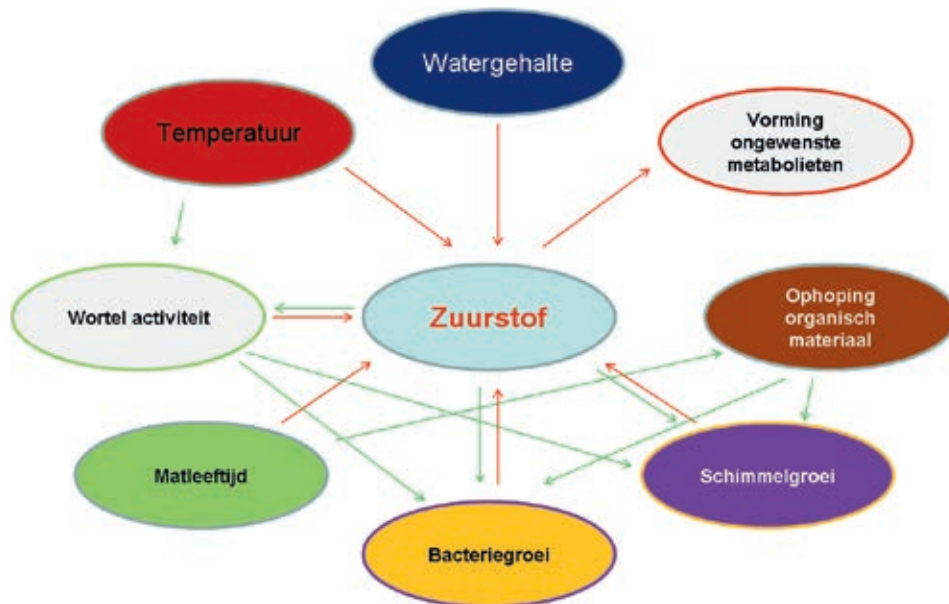 Watergehalte
Temperatuur
Vorming
ongewenste
metabolieten
Wortel activiteit
Zuurstof
Ophoping
organisch
materiaal
Matleeftijd
Schimmelgroei
Bacteriegroei